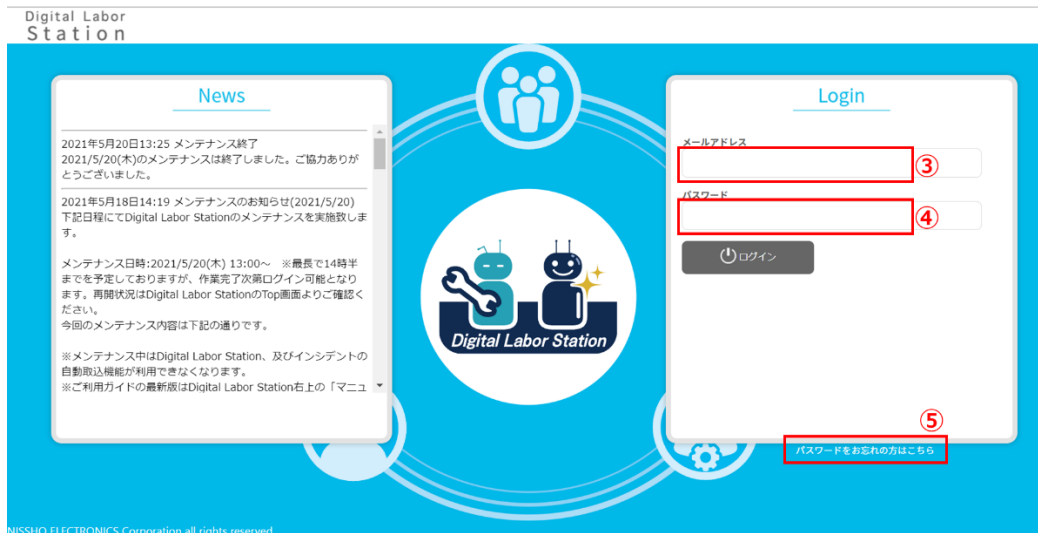 Digital Labor
Station
News
2021年5月20日13:25 メンテナンス終了
2021/5/20(木)のメンテナンスは終了しました。ご協力ありが
とうございました。
2021年5月18日14:19 メンテナンスのお知らせ(2021/5/20)
下記日程にてDigital Labor Stationのメンテナンスを実施致しま
す。
メンテナンス日時:2021/5/20(木) 13:00～ ※最長で14時半
までを予定しておりますが、作業完了次第ログイン可能となり
ます。再開状況はDigital Labor StationのTop画面よりご確認く
ださい。
今回のメンテナンス内容は下記の通りです。
※メンテナンス中はDigital Labor Station、及びインシデントの
自動取込機能が利用できなくなります。
※ご利用ガイドの最新版はDigital Labor Station右上の「マニュ
Digital Labor Station
Login
メールアドレス
③
パスワード
④
ログイン
⑤
パスワードをお忘れの方はこちら
NISSHO ELECTRONICS Corporation all rights reserved